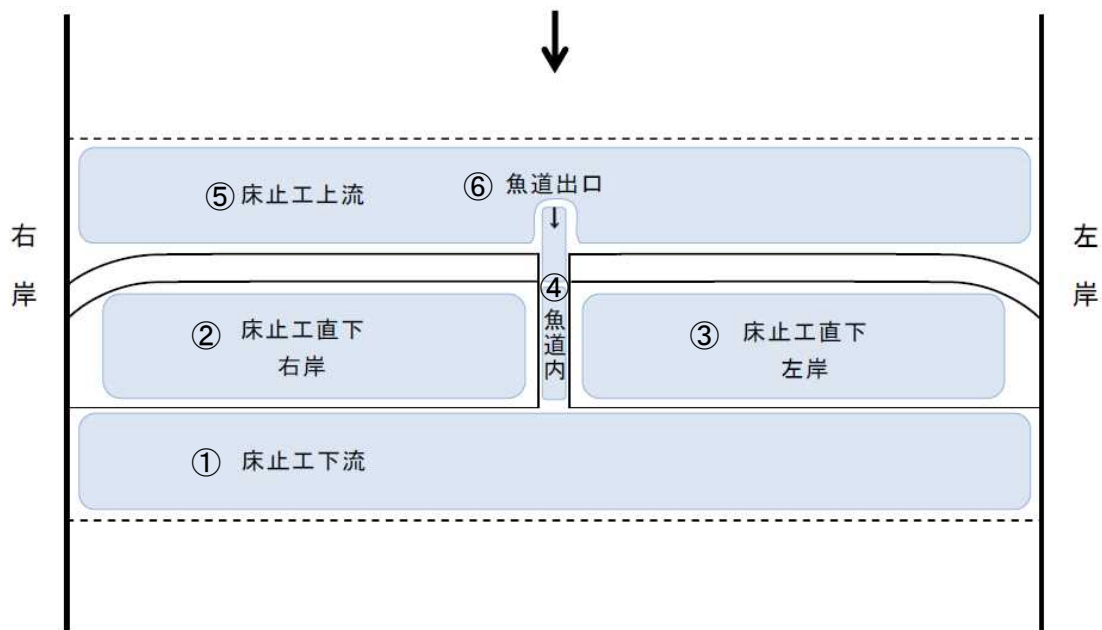 ⑤床止工上流
⑥ 魚道出口
右岸
左岸
② 床止工直下
右岸
④魚道内
③ 床止工直下
左岸
① 床止工下流